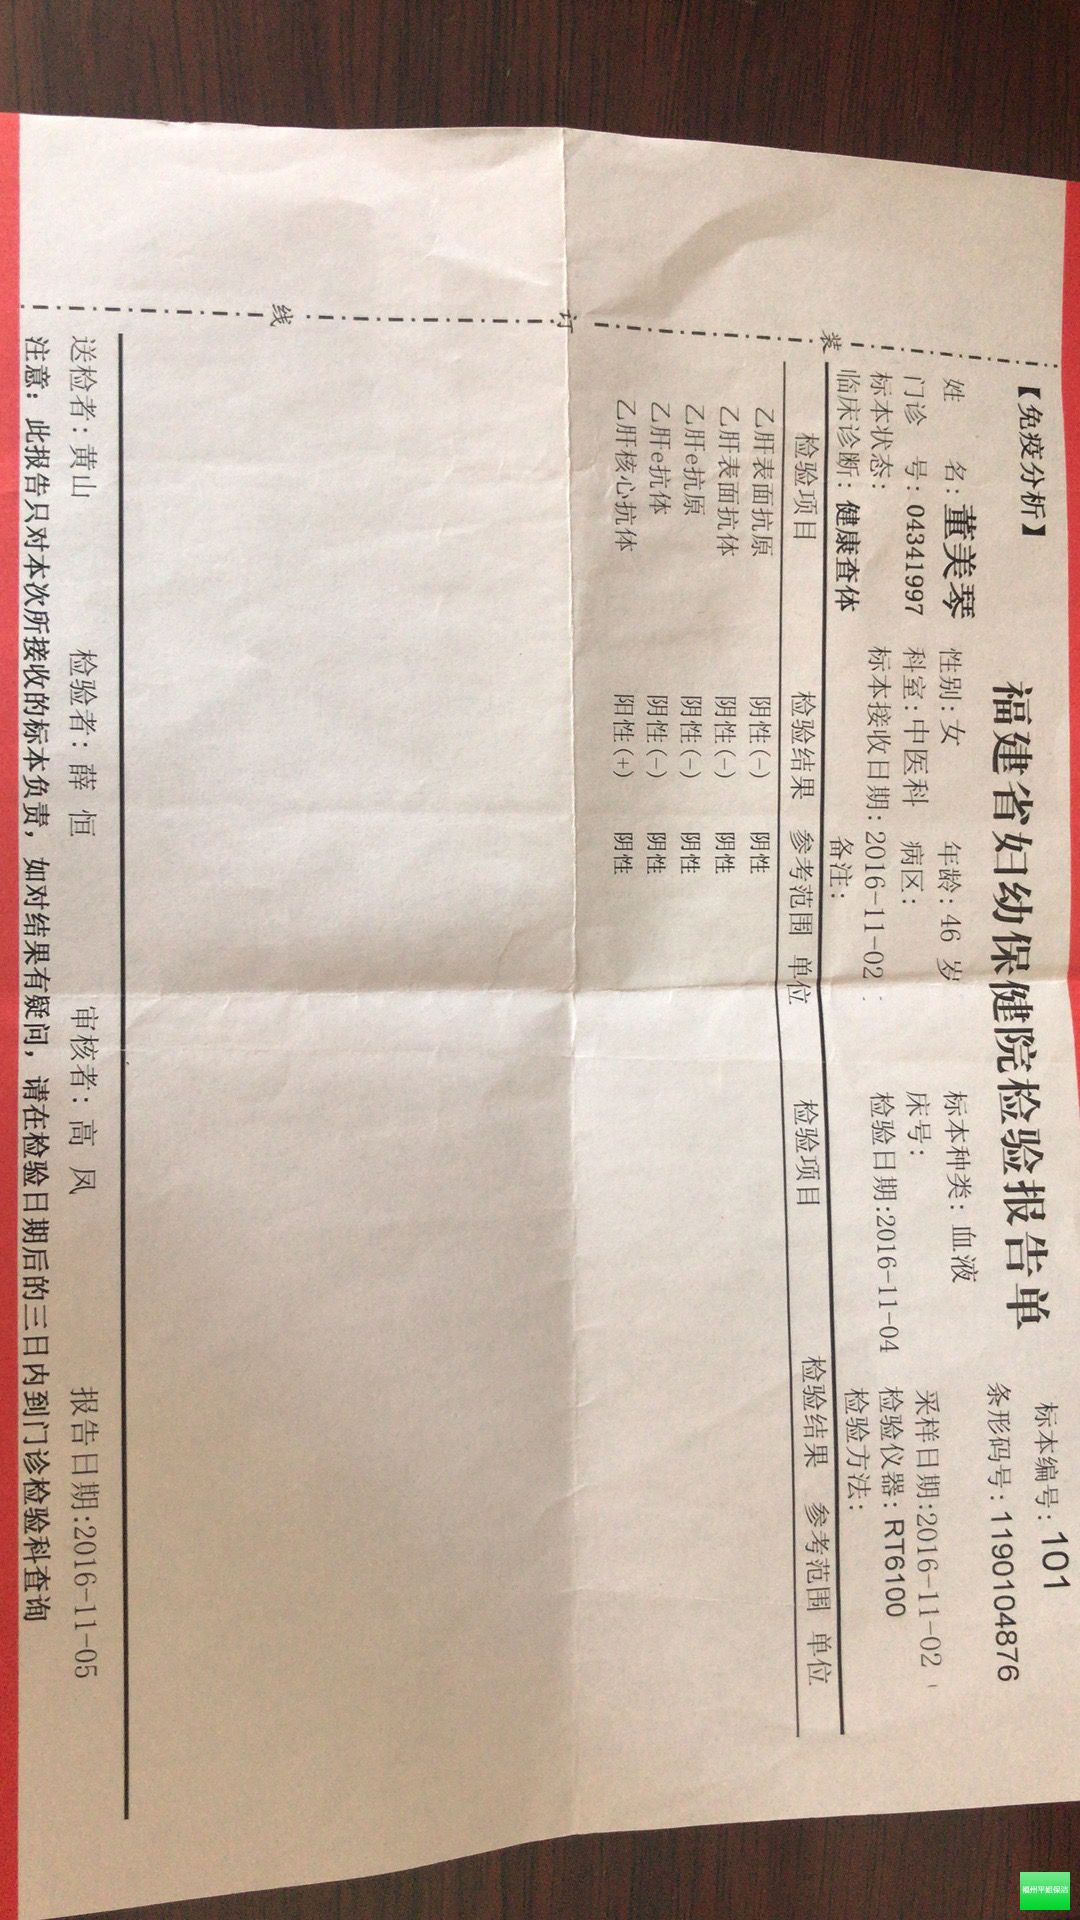 福建省妇幼保健院检验报告单
【免疫分析】
标本编号：101
条形码号：1190104876
姓 名：董美琴 性别：女 年龄：46 岁 标本种类：血液 采样日期:2016-11-02
门诊 号：04341997 科室：中医科 病区： 床号： 检验仪器：RT6100
标本状态： 标本接收日期：2016-11-02 检验日期:2016-11-04 检验方法：
临床诊断：健康查体 备注：
检验项目 检验结果 参考范围 单位 检验项目 检验结果 参考范围 单位
乙肝表面抗原 阴性(-) 阴性
乙肝表面抗体 阴性(-) 阴性
乙肝e抗原 阴性(-) 阴性
乙肝e抗体 阴性(-) 阴性
乙肝核心抗体 阳性(+) 阴性
装 订 线
送检者：黄山 检验者：薛 恒 审核者：高 凤 报告日期:2016-11-05
注意：此报告只对本次所接收的标本负责，如对结果有疑问，请在检验日期后的三日内到门诊检验科查询
福州平姐保洁